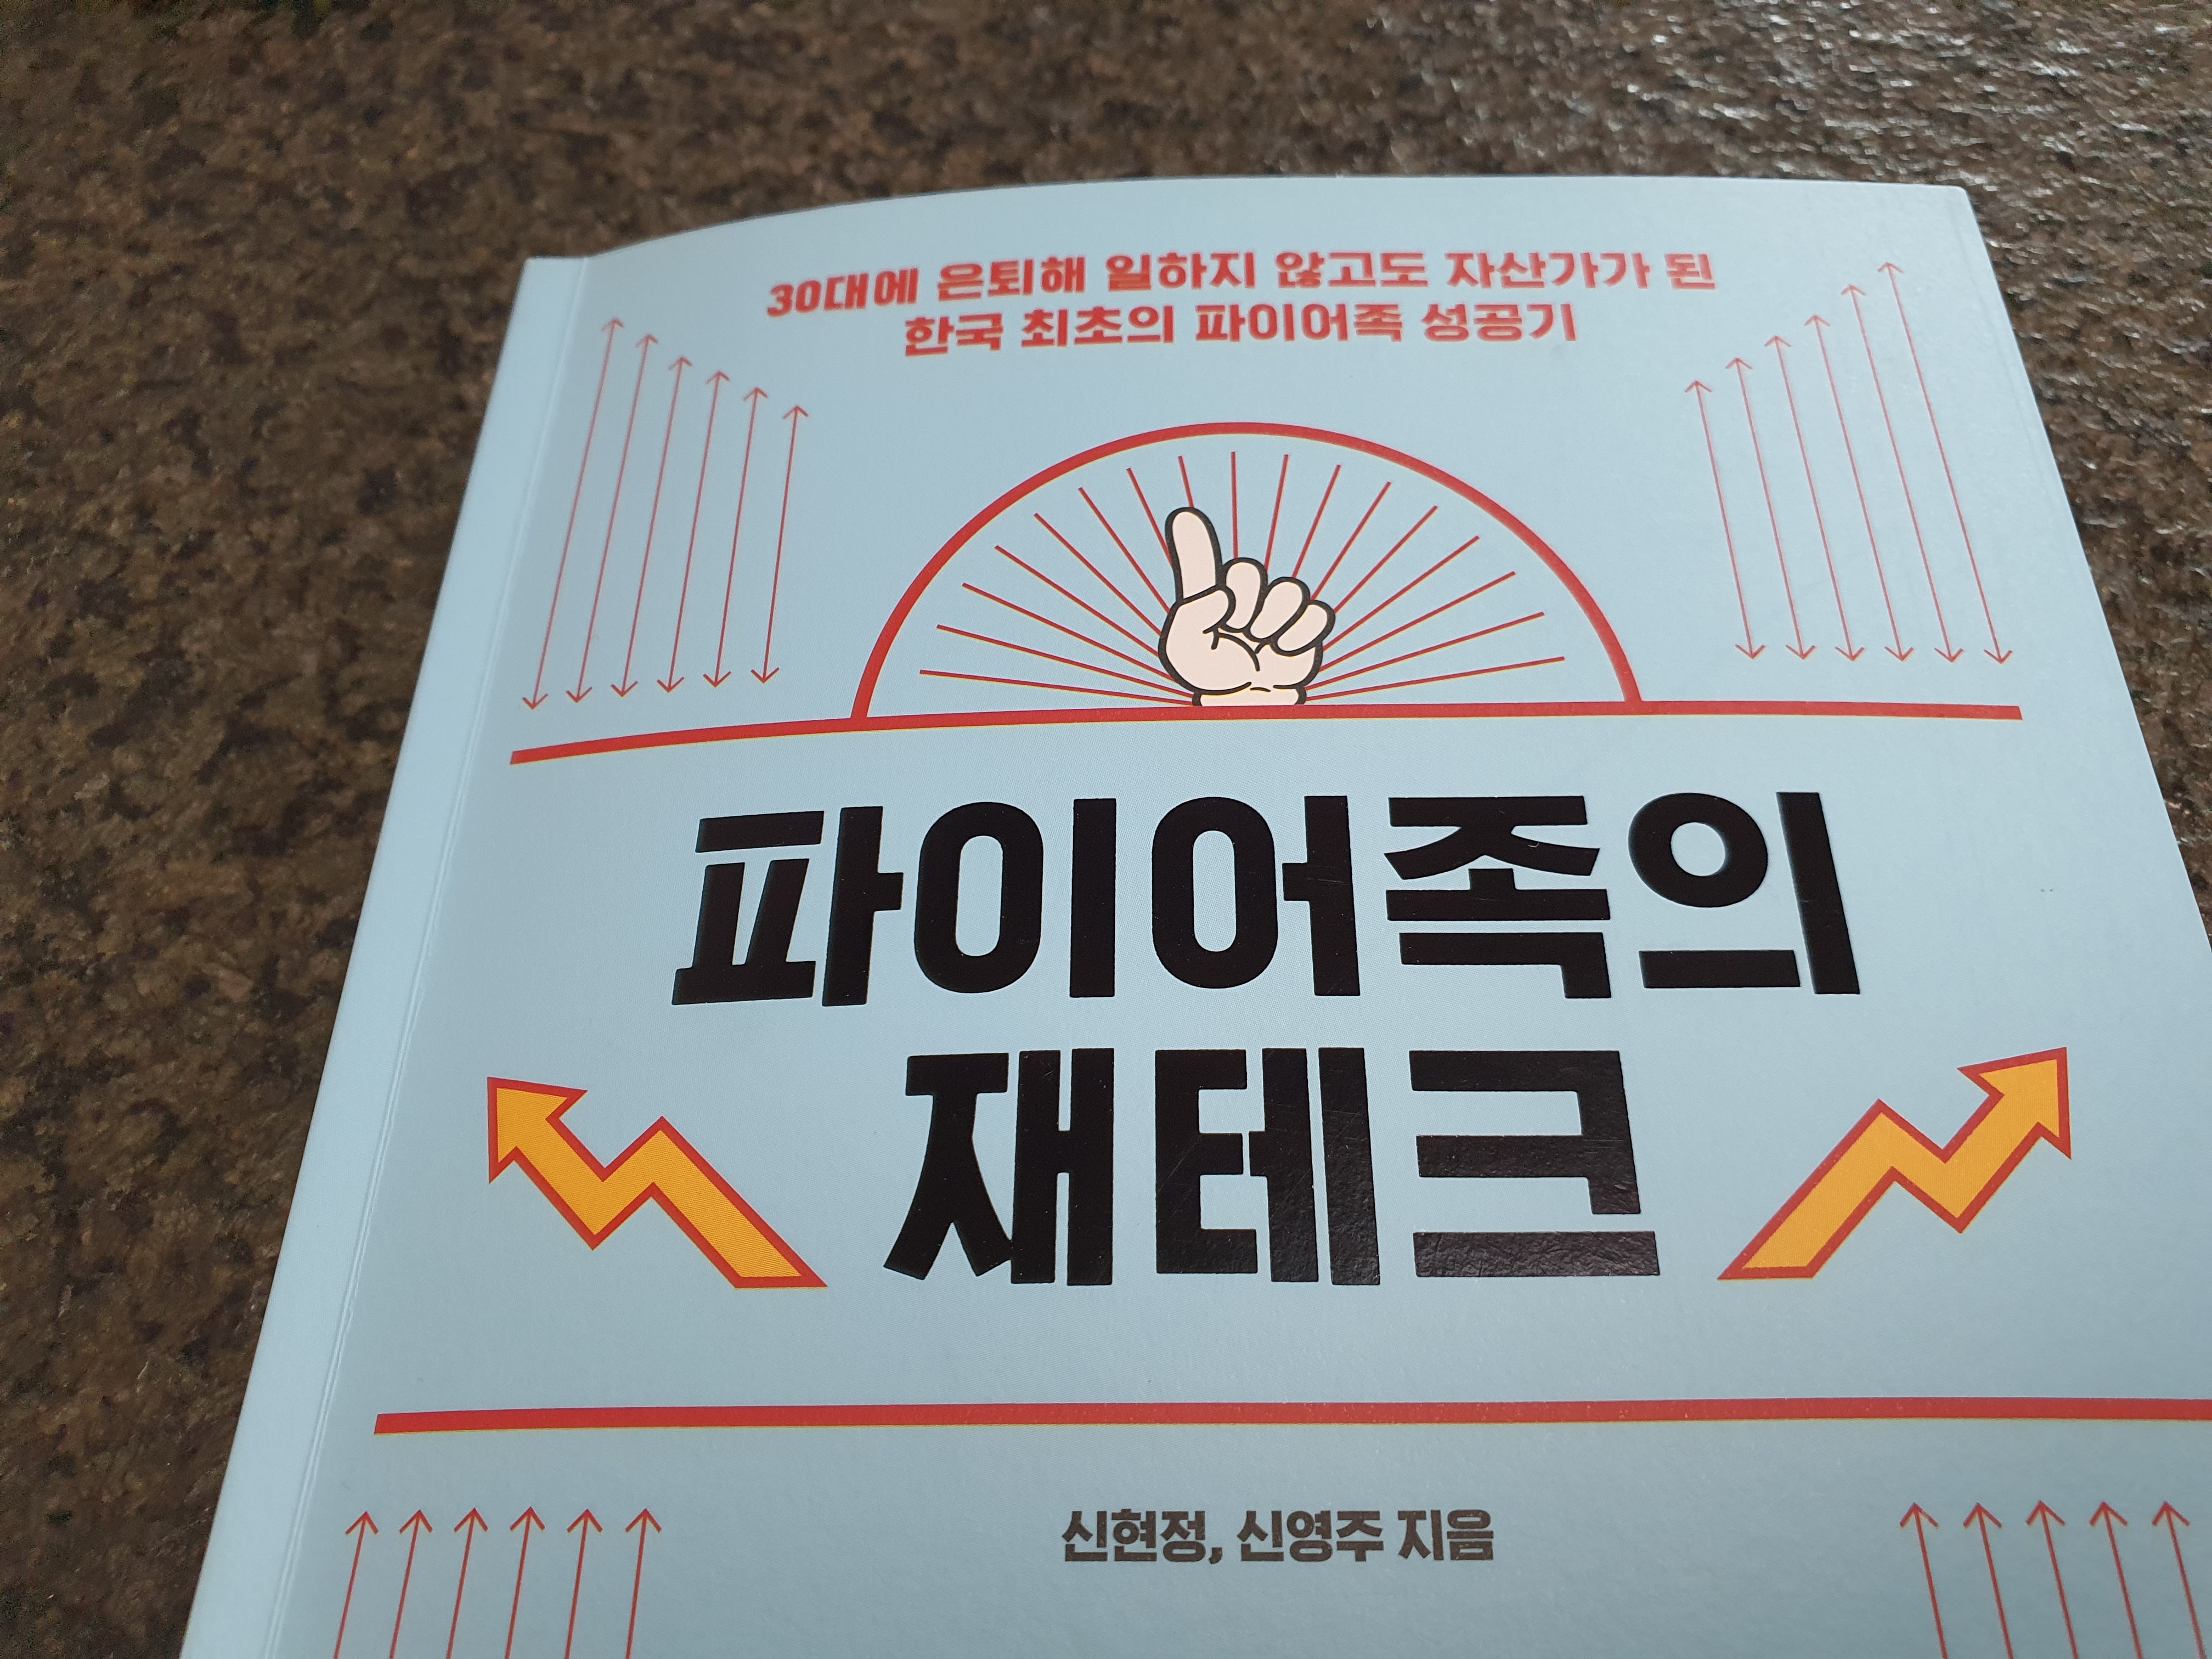 30대에 은퇴해 일하지 않고도 자산가가 된
한국 최초의 파이어족 성공기
파이어족의
재테크
신현정, 신영주 지음